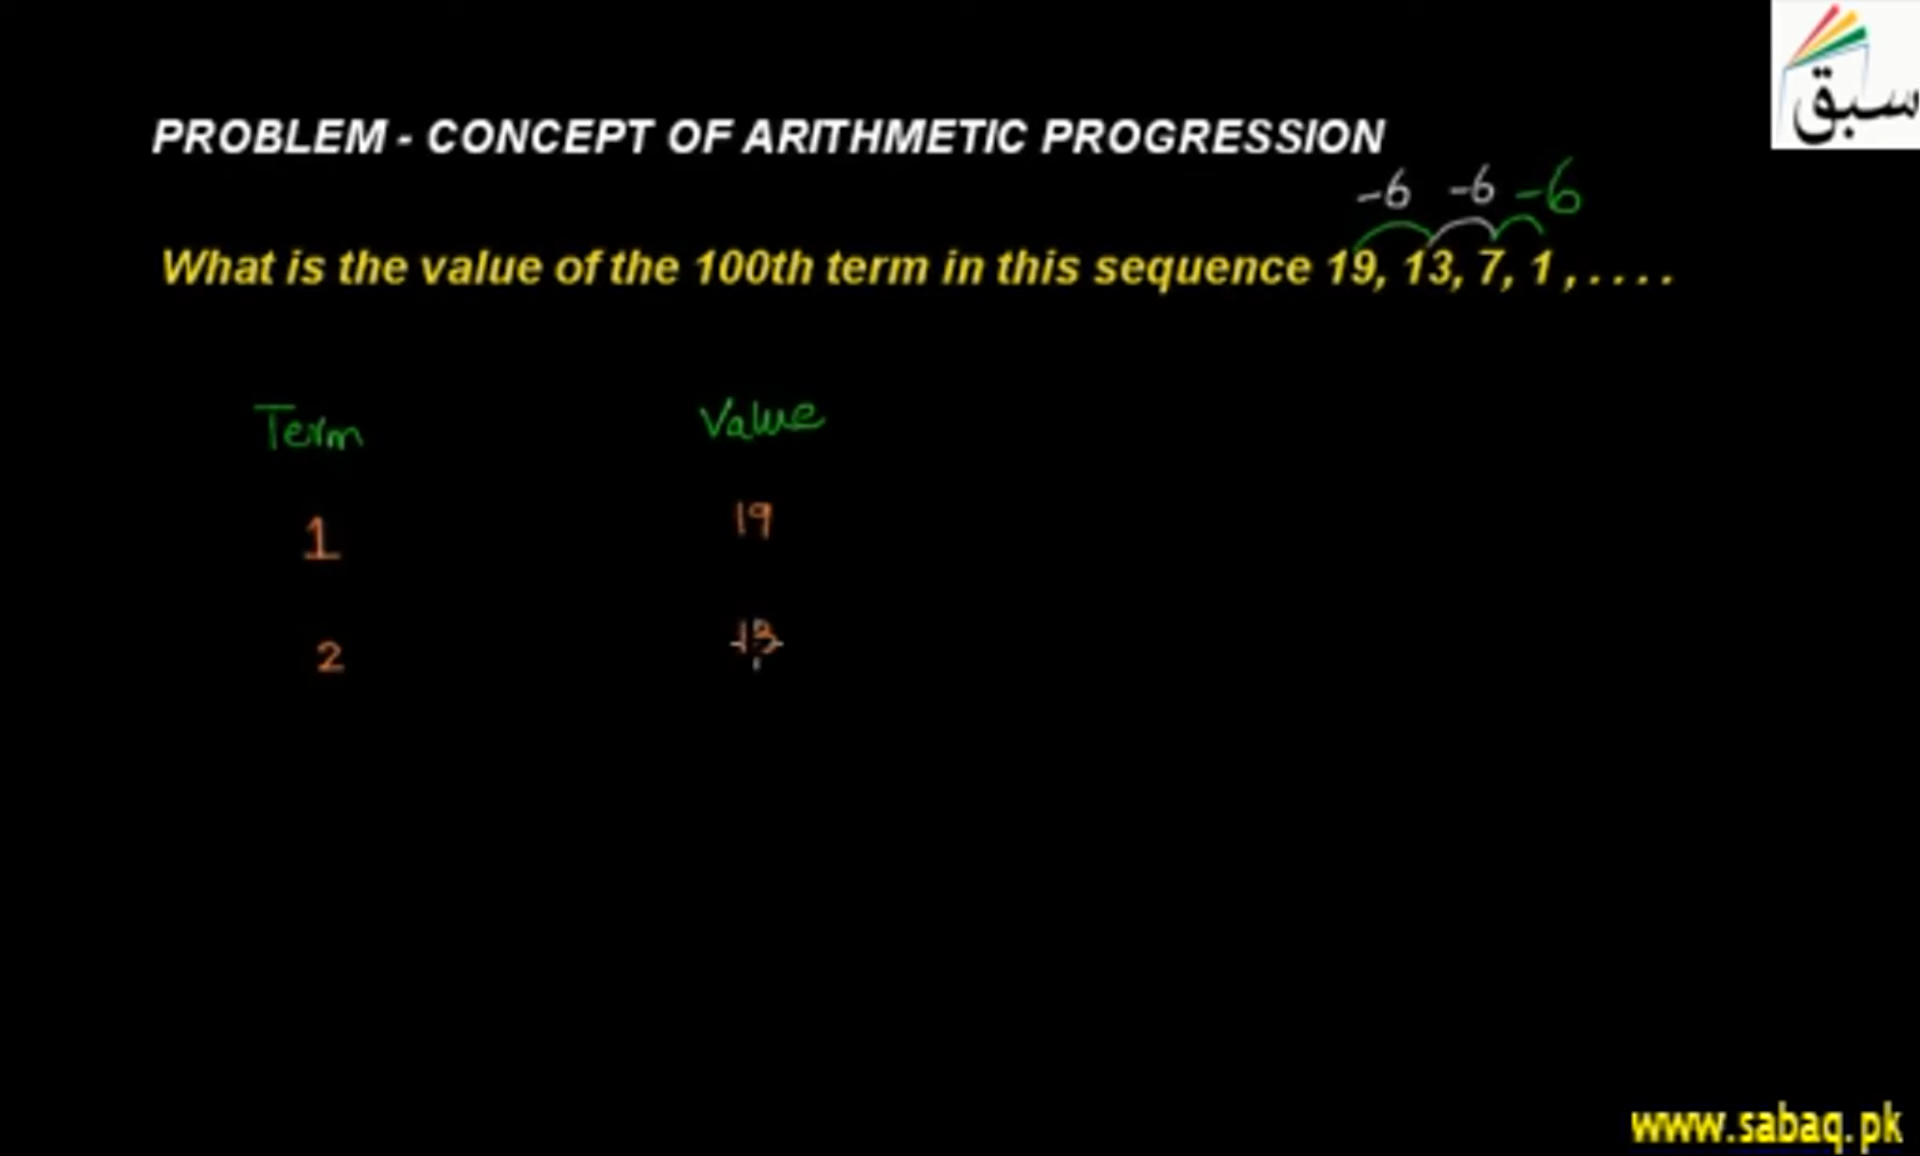 سبق
PROBLEM - CONCEPT OF ARITHMETIC PROGRESSION
-6 -6 -6
What is the value of the 100th term in this sequence 19, 13, 7, 1 , . . . .
Term Value
1 19
2 13
www.sabaq.pk